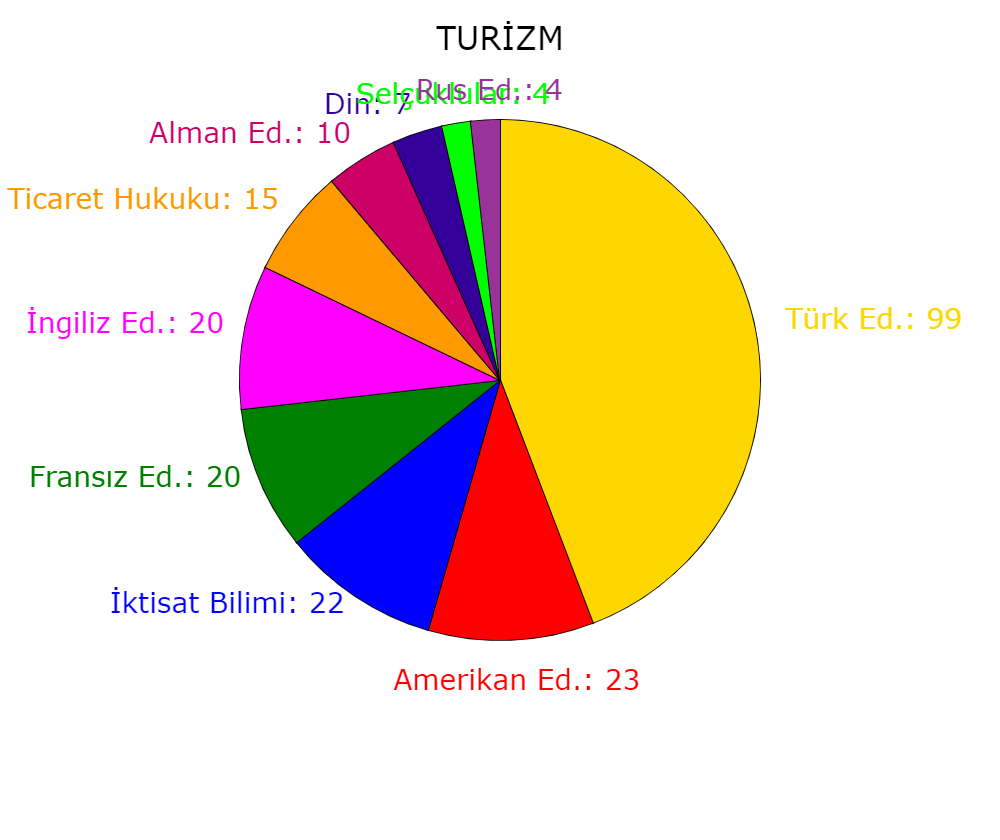 TURİZM
Rus Ed.: 4
Selçuklular: 4
Din: 7
Alman Ed.: 10
Ticaret Hukuku: 15
Türk Ed.: 99
İngiliz Ed.: 20
Fransız Ed.: 20
İktisat Bilimi: 22
Amerikan Ed.: 23